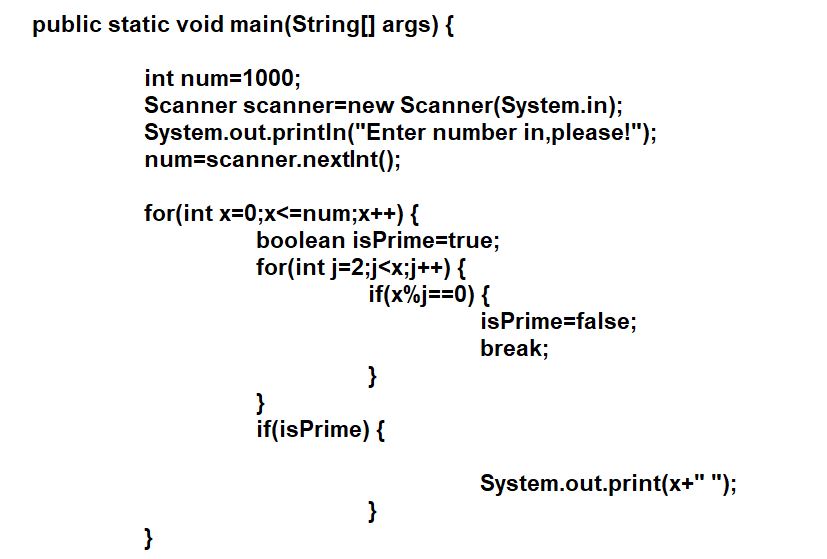 public static void main(String[] args) {
int num=1000;
Scanner scanner=new Scanner(System.in);
System.out.println("Enter number in,please!");
num=scanner.nextInt();
for(int x=0;x<=num;x++) {
boolean isPrime=true;
for(int j=2;j<x;j++) {
if(x%j==0) {
isPrime=false;
break;
}
}
if(isPrime) {
System.out.print(x+" ");
}
}